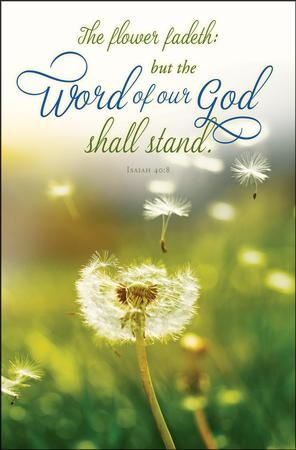 The flower fadeth:
but the
Word of our God
shall stand.
Isaiah 40:8